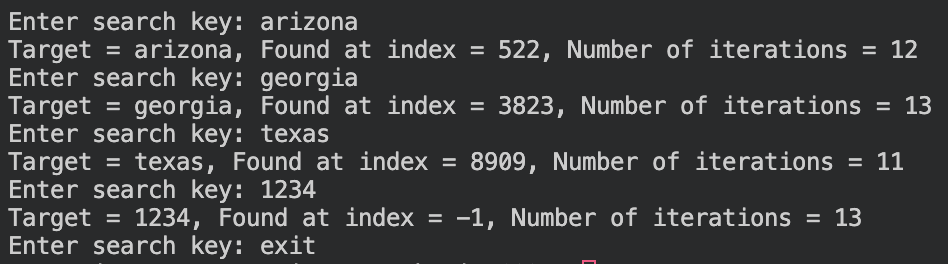 Enter search key: arizona
Target = arizona, Found at index = 522, Number of iterations = 12
Enter search key: georgia
Target = georgia, Found at index = 3823, Number of iterations = 13
Enter search key: texas
Target = texas, Found at index = 8909, Number of iterations = 11
Enter search key: 1234
Target = 1234, Found at index = -1, Number of iterations = 13
Enter search key: exit